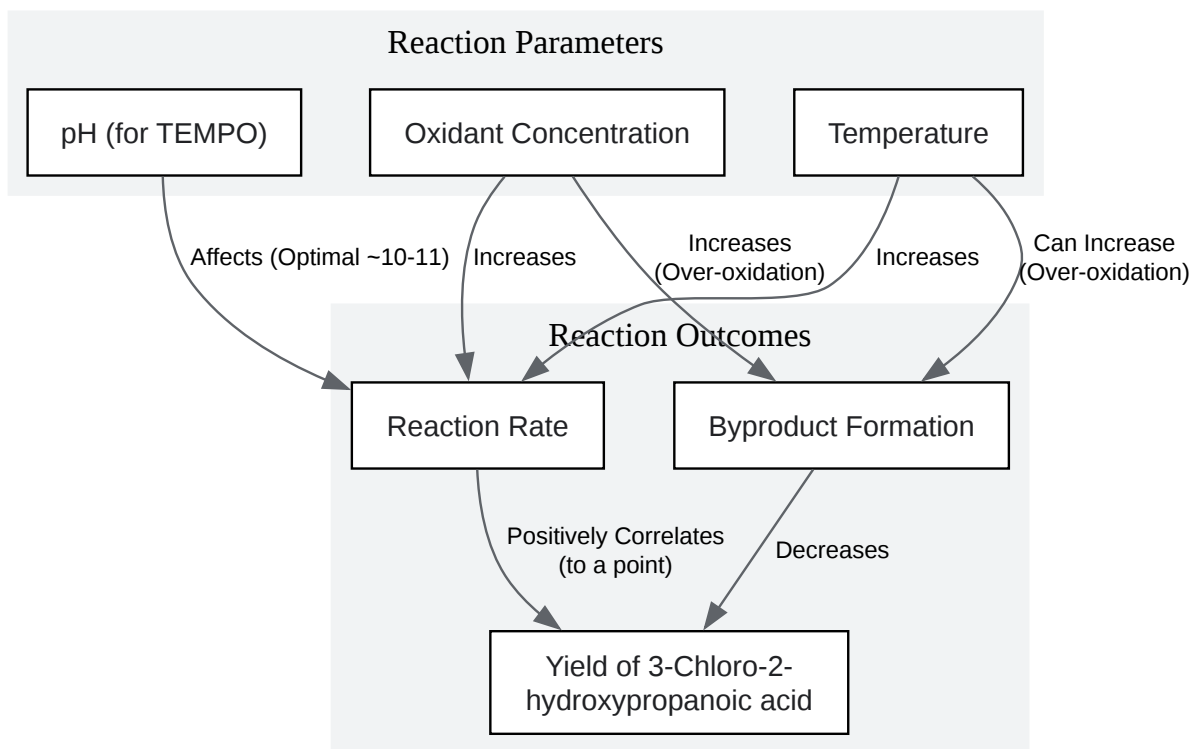 Reaction Parameters
pH (for TEMPO)
Oxidant Concentration
Temperature
Affects (Optimal ~10-11)
Increases
Increases
(Over-oxidation)
Increases
Can Increase
(Over-oxidation)
Reaction Outcomes
Reaction Rate
Byproduct Formation
Positively Correlates
(to a point)
Decreases
Yield of 3-Chloro-2-
hydroxypropanoic acid